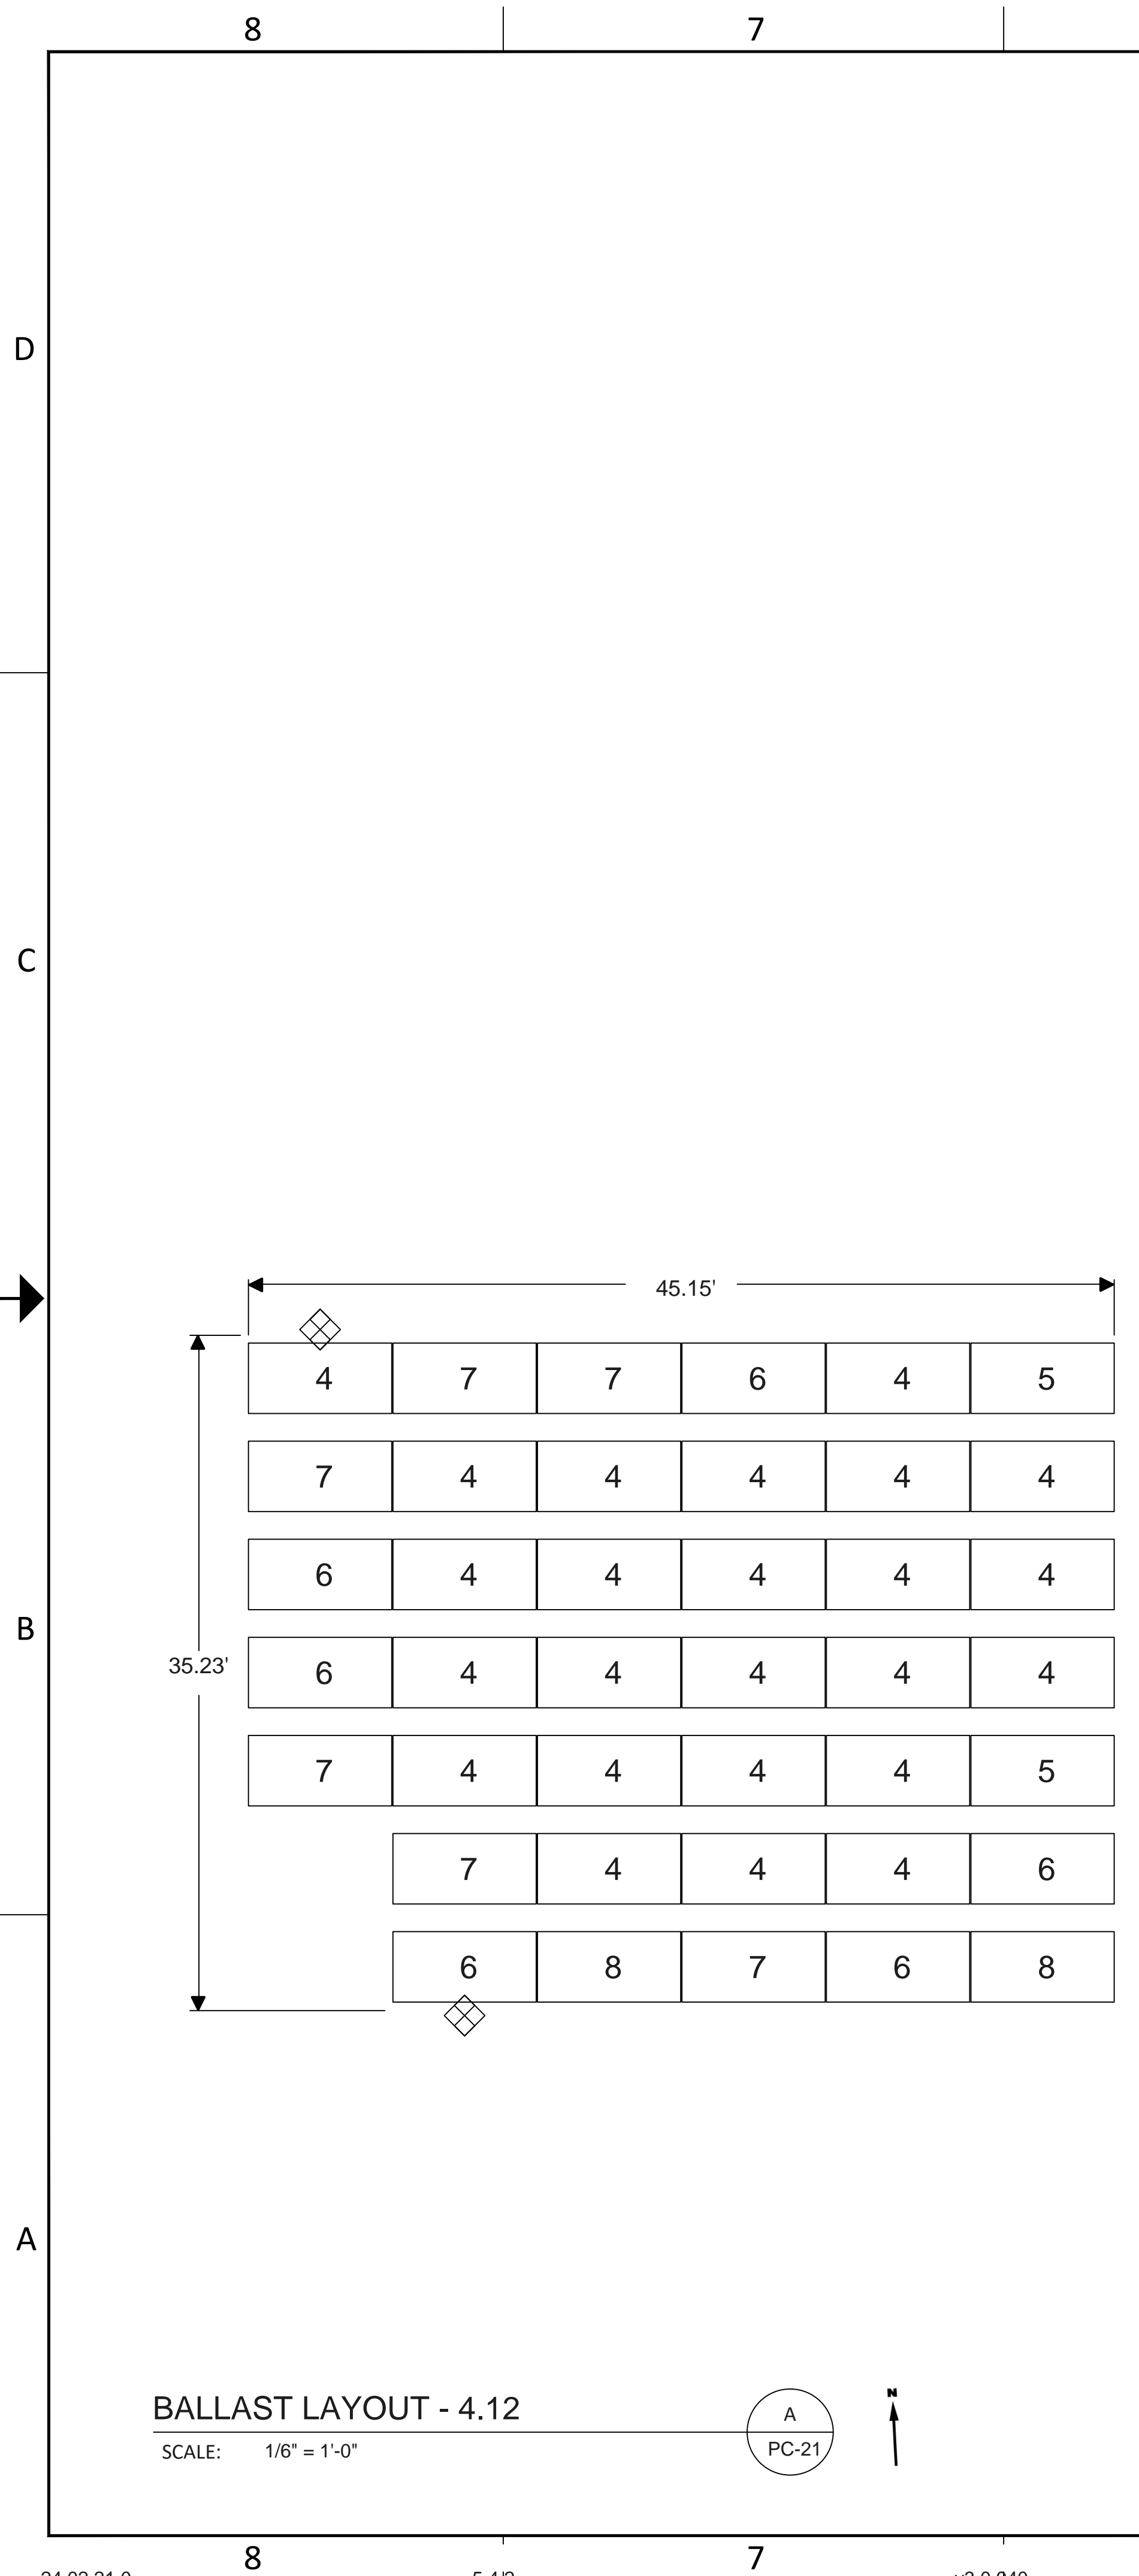 8 7
D
C
45.15'
4 7 7 6 4 5
7 4 4 4 4 4
6 4 4 4 4 4
B
35.23'
6 4 4 4 4 4
7 4 4 4 4 5
7 4 4 4 6
6 8 7 6 8
A
BALLAST LAYOUT - 4.12
SCALE: 1/6" = 1'-0"
A
PC-21
N
8 7